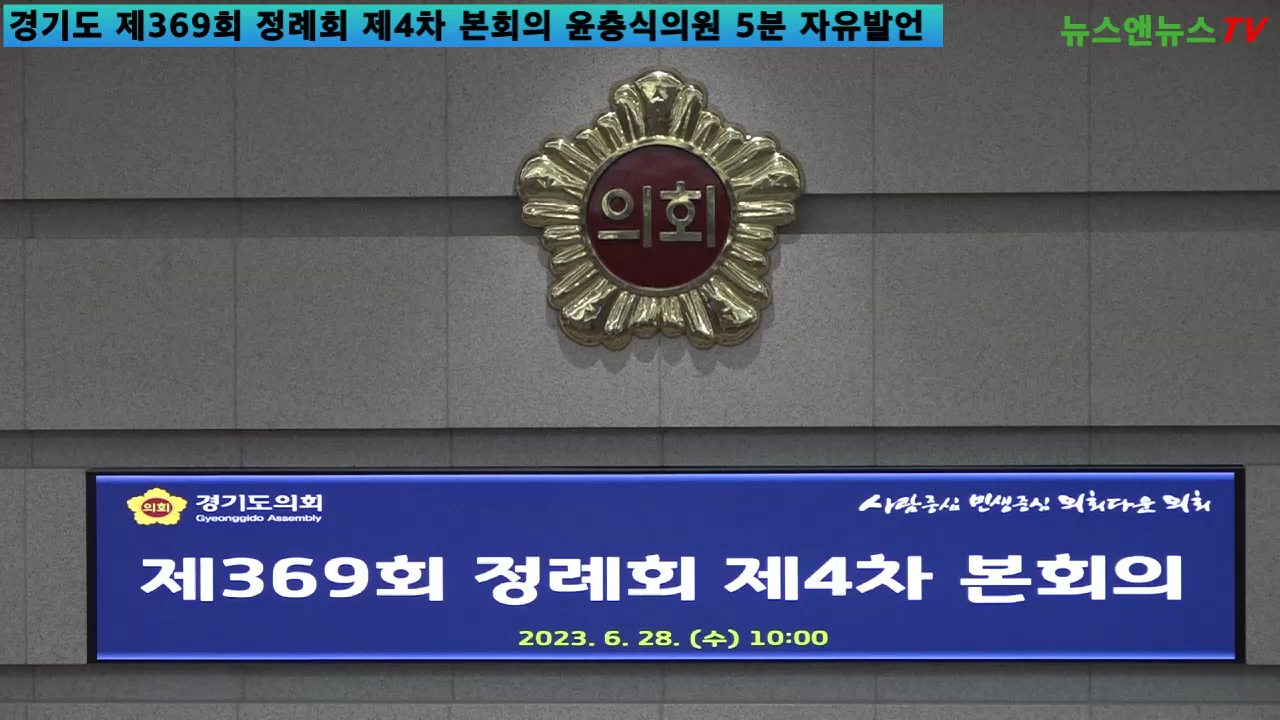 경기도 제369회 정례회 제4차 본회의 윤충식의원 5분 자유발언
뉴스앤뉴스TV
의회
의회
경기도의회
Gyeonggido Assembly
사람중심 민생중심 의회다운 의회
제369회 정례회 제4차 본회의
2023. 6. 28. (수) 10:00